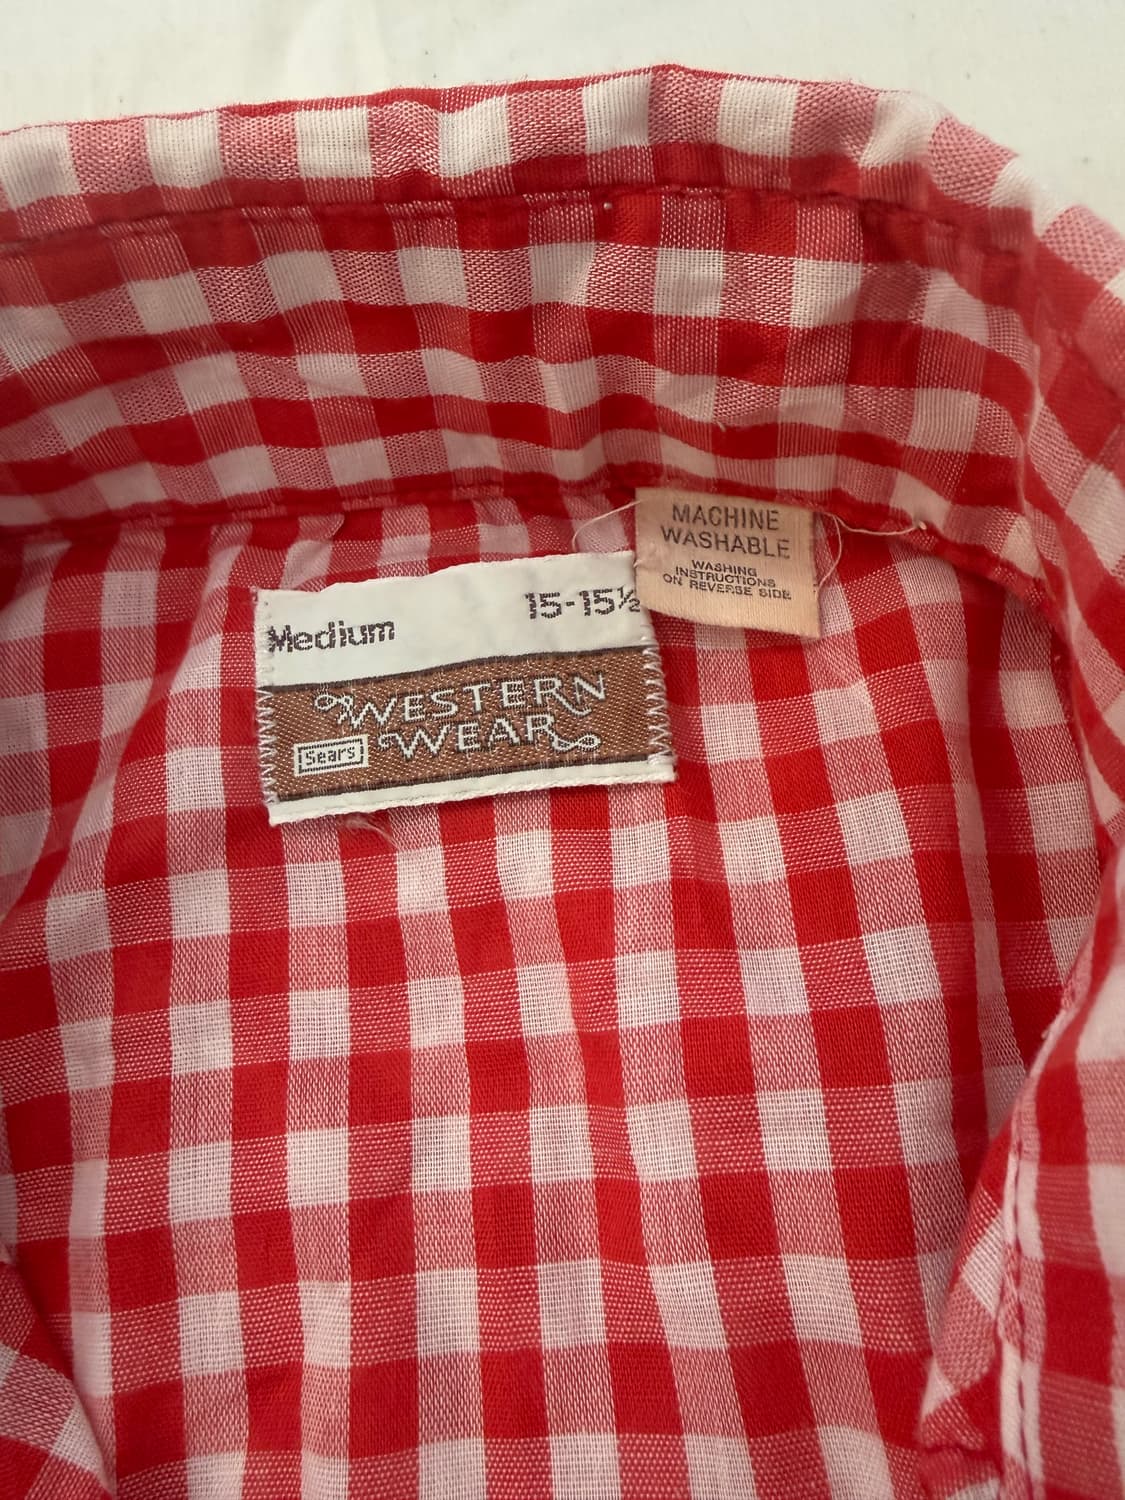 MACHINE
WASHABLE
WASHING
INSTRUCTIONS
ON REVERSE SIDE
Medium 15-15½
WESTERN
WEAR
Sears